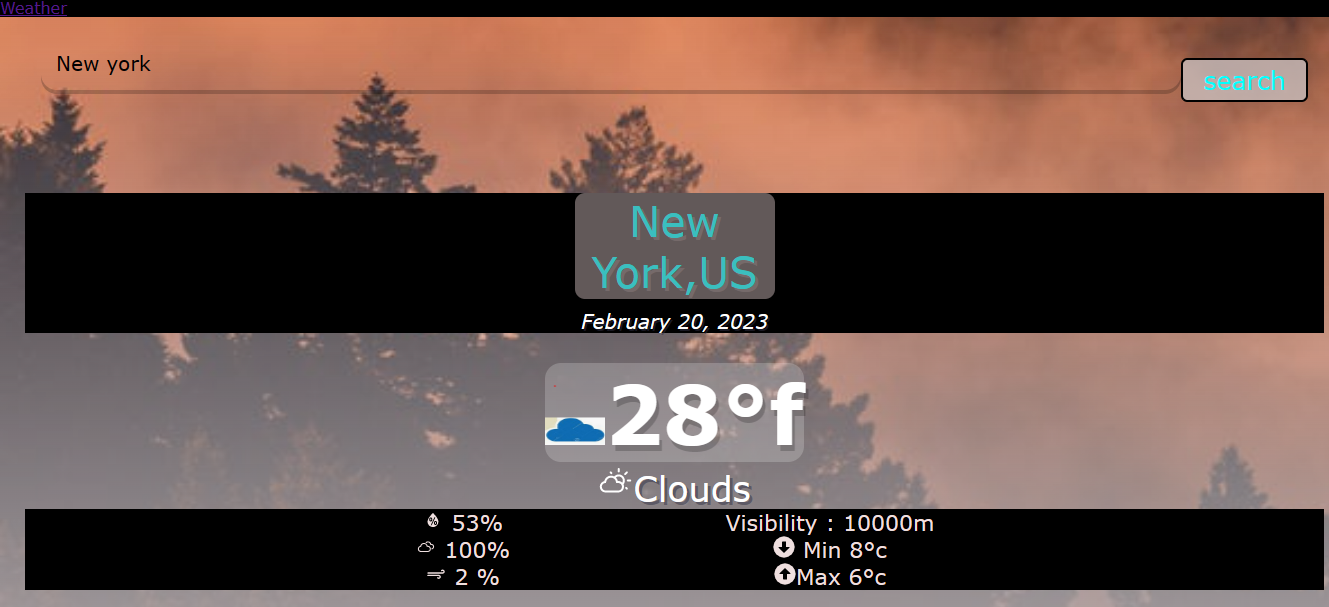 Weather
New york
search
New
York,US
February 20, 2023
28°f
Clouds
53%
Visibility : 10000m
100%
Min 8°c
2 %
Max 6°c